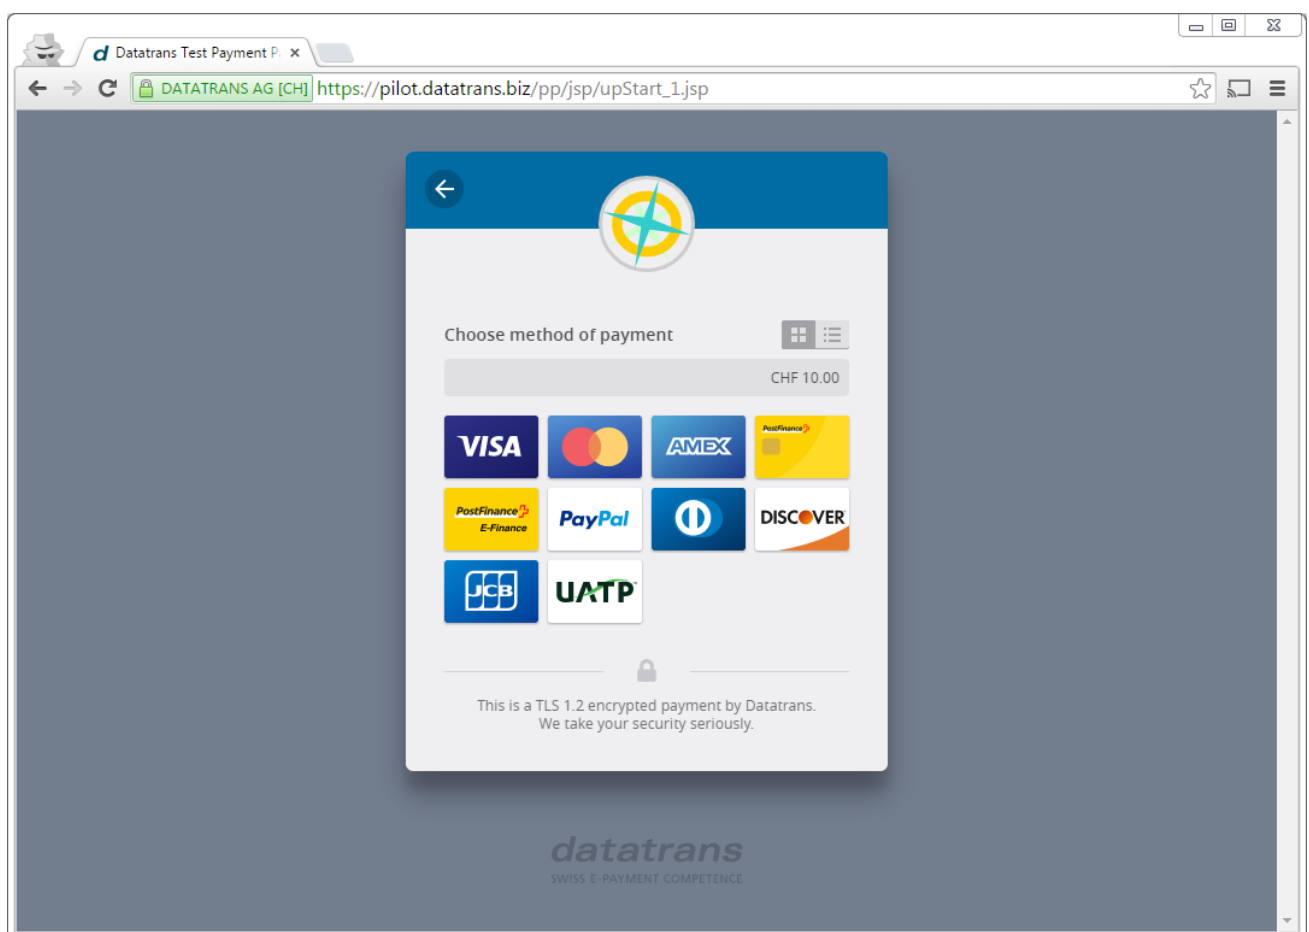 Datatrans Test Payment P
DATATRANS AG [CH] https://pilot.datatrans.biz/pp/jsp/upStart_1.jsp
Choose method of payment
CHF 10.00
VISA
AMEX
PostFinance
PostFinance
E-Finance
PayPal
DISCOVER
JCB
UATP
This is a TLS 1.2 encrypted payment by Datatrans.
We take your security seriously.
datatrans
SWISS E-PAYMENT COMPETENCE